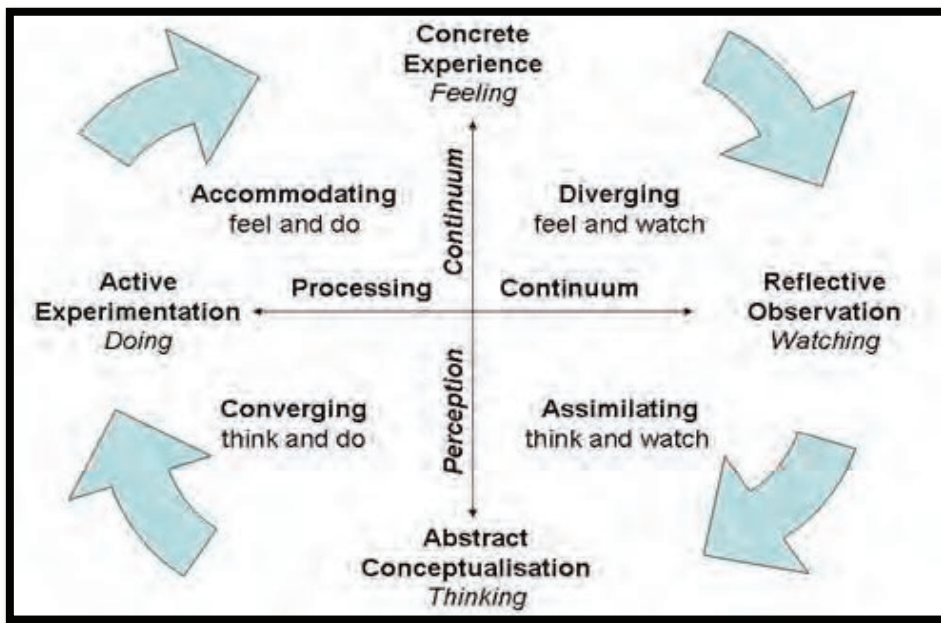 Concrete
Experience
Feeling
Continuum
Accommodating
feel and do
Diverging
feel and watch
Active
Experimentation
Doing
Processing
Continuum
Reflective
Observation
Watching
Perception
Converging
think and do
Assimilating
think and watch
Abstract
Conceptualisation
Thinking